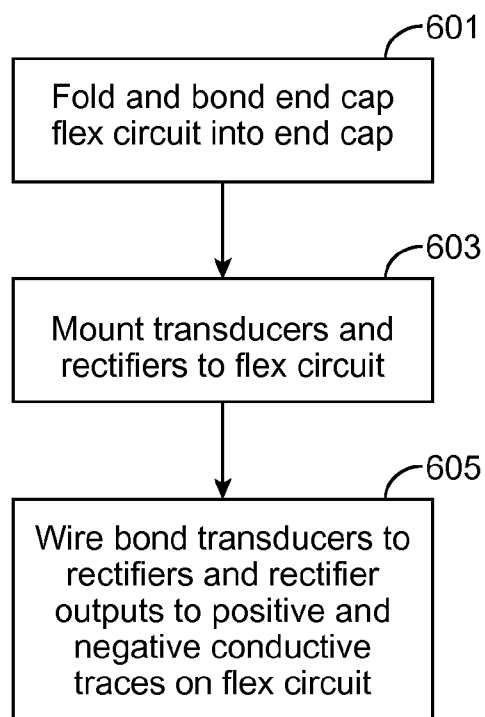 601
Fold and bond end cap
flex circuit into end cap
603
Mount transducers and
rectifiers to flex circuit
605
Wire bond transducers to
rectifiers and rectifier
outputs to positive and
negative conductive
traces on flex circuit